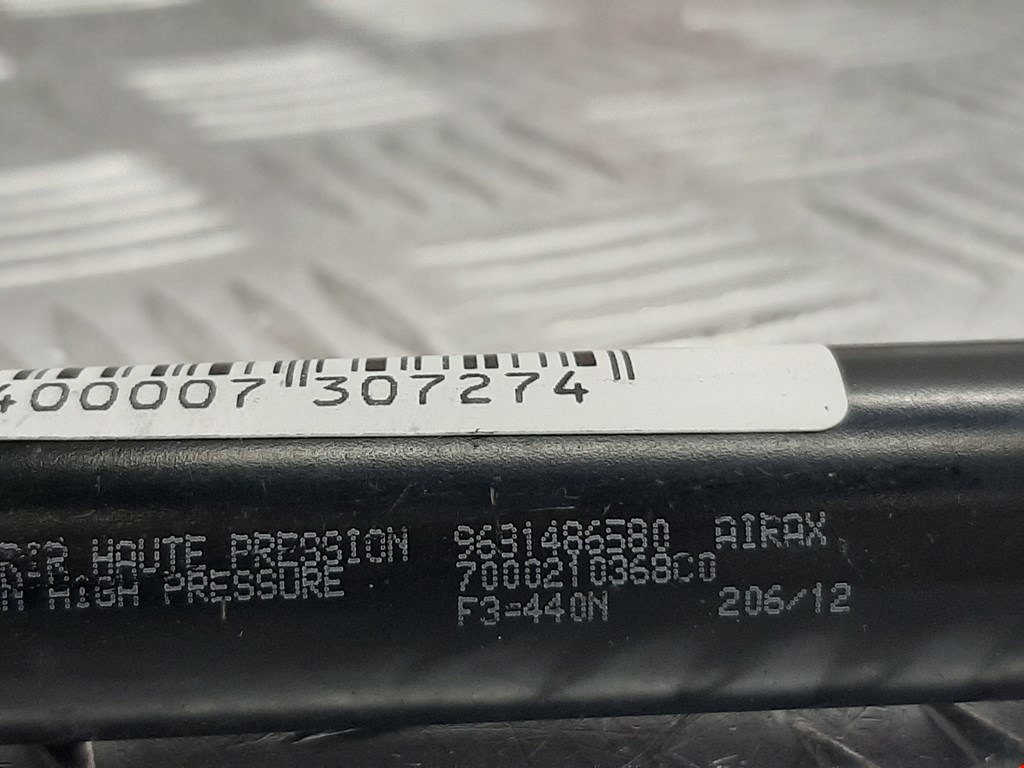 400007 307274
HAUTE PRESSION 9681486580 AIRAX
HIGH PRESSURE 7000210368C0
F3=440N 206/12